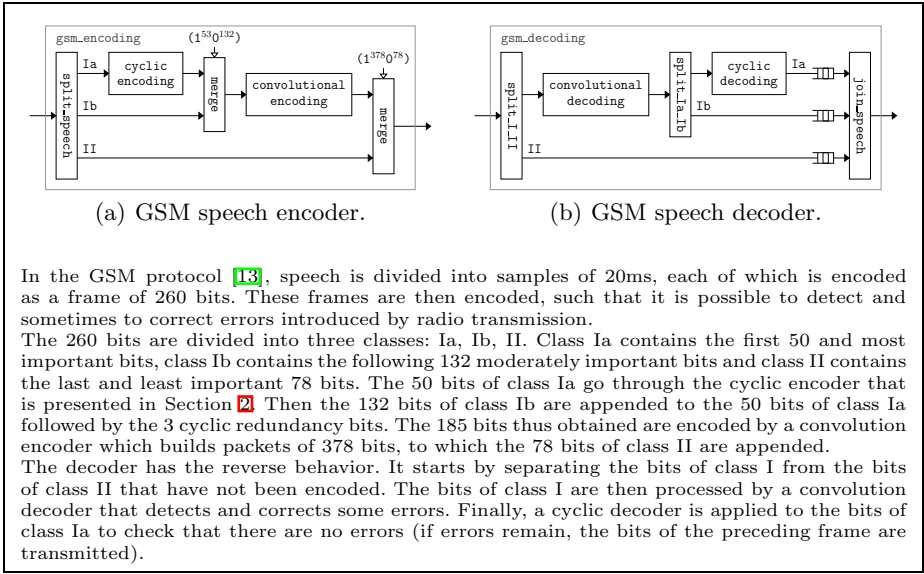 gsm_encoding
(1⁵³0¹³²)
(1³⁷⁸0⁷⁸)
split_speech
Ia
cyclic
encoding
merge
convolutional
encoding
merge
Ib
II
(a) GSM speech encoder.
gsm_decoding
split_I_II
convolutional
decoding
split_Ia_Ib
cyclic
decoding
Ia
Ib
II
join_speech
(b) GSM speech decoder.
In the GSM protocol [13], speech is divided into samples of 20ms, each of which is encoded
as a frame of 260 bits. These frames are then encoded, such that it is possible to detect and
sometimes to correct errors introduced by radio transmission.
The 260 bits are divided into three classes: Ia, Ib, II. Class Ia contains the first 50 and most
important bits, class Ib contains the following 132 moderately important bits and class II contains
the last and least important 78 bits. The 50 bits of class Ia go through the cyclic encoder that
is presented in Section 2. Then the 132 bits of class Ib are appended to the 50 bits of class Ia
followed by the 3 cyclic redundancy bits. The 185 bits thus obtained are encoded by a convolution
encoder which builds packets of 378 bits, to which the 78 bits of class II are appended.
The decoder has the reverse behavior. It starts by separating the bits of class I from the bits
of class II that have not been encoded. The bits of class I are then processed by a convolution
decoder that detects and corrects some errors. Finally, a cyclic decoder is applied to the bits of
class Ia to check that there are no errors (if errors remain, the bits of the preceding frame are
transmitted).